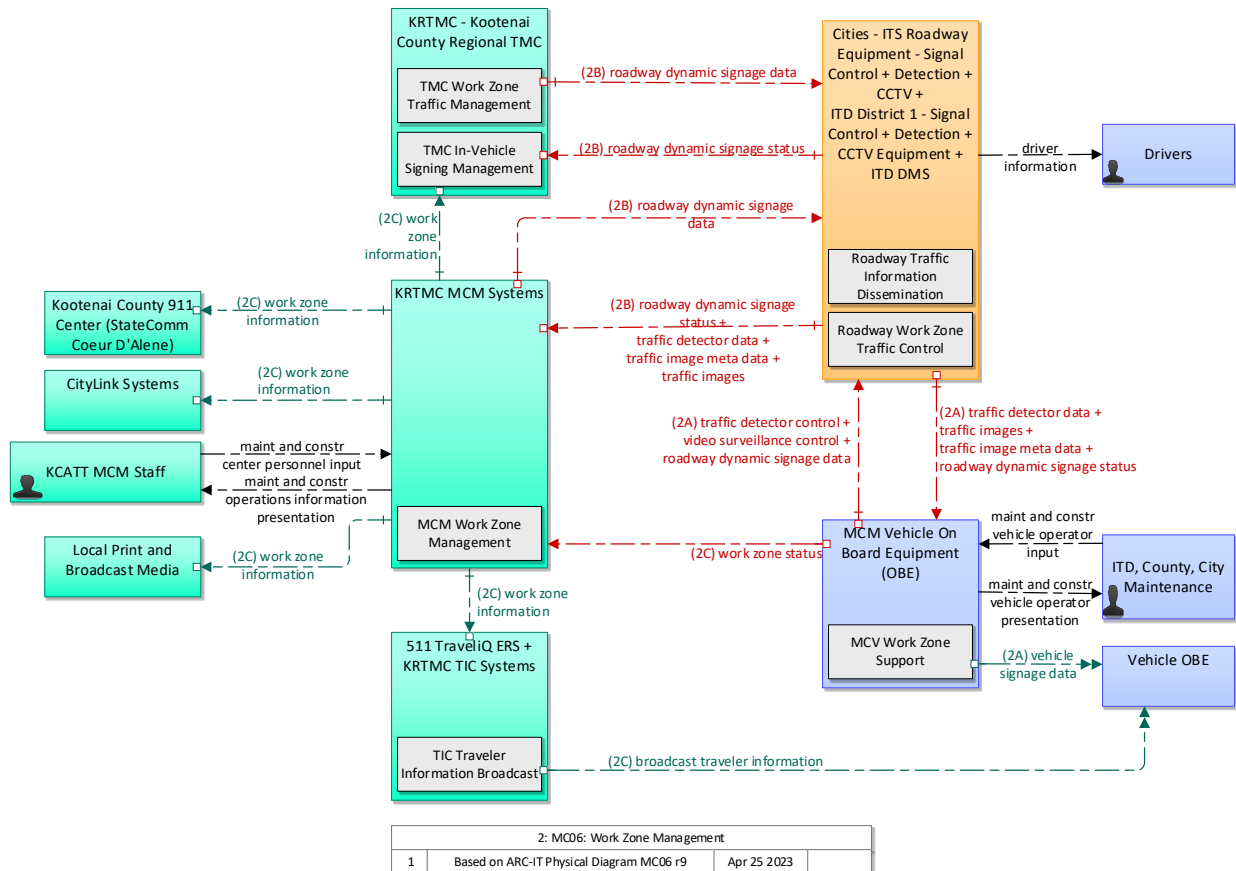 KRTMC - Kootenai
County Regional TMC
TMC Work Zone
Traffic Management
TMC In-Vehicle
Signing Management
(2B) roadway dynamic signage data
(2B) roadway dynamic signage status
Cities - ITS Roadway
Equipment - Signal
Control + Detection +
CCTV +
ITD District 1 - Signal
Control + Detection +
CCTV Equipment +
ITD DMS
Roadway Traffic
Information
Dissemination
Roadway Work Zone
Traffic Control
driver
information
Drivers
(2C) work
zone
information
(2B) roadway dynamic signage
data
KRTMC MCM Systems
MCM Work Zone
Management
Kootenai County 911
Center (StateComm
Coeur D'Alene)
(2C) work zone
information
CityLink Systems
(2C) work zone
information
(2B) roadway dynamic signage
status +
traffic detector data +
traffic image meta data +
traffic images
KCATT MCM Staff
maint and constr
center personnel input
maint and constr
operations information
presentation
(2A) traffic detector control +
video surveillance control +
roadway dynamic signage data
(2A) traffic detector data +
traffic images +
traffic image meta data +
roadway dynamic signage status
Local Print and
Broadcast Media
(2C) work zone
information
(2C) work zone status
MCM Vehicle On
Board Equipment
(OBE)
MCV Work Zone
Support
maint and constr
vehicle operator
input
maint and constr
vehicle operator
presentation
ITD, County, City
Maintenance
(2C) work zone
information
511 TraveliQ ERS +
KRTMC TIC Systems
TIC Traveler
Information Broadcast
(2A) vehicle
signage data
Vehicle OBE
(2C) broadcast traveler information
2: MC06: Work Zone Management
1 Based on ARC-IT Physical Diagram MC06 r9 Apr 25 2023